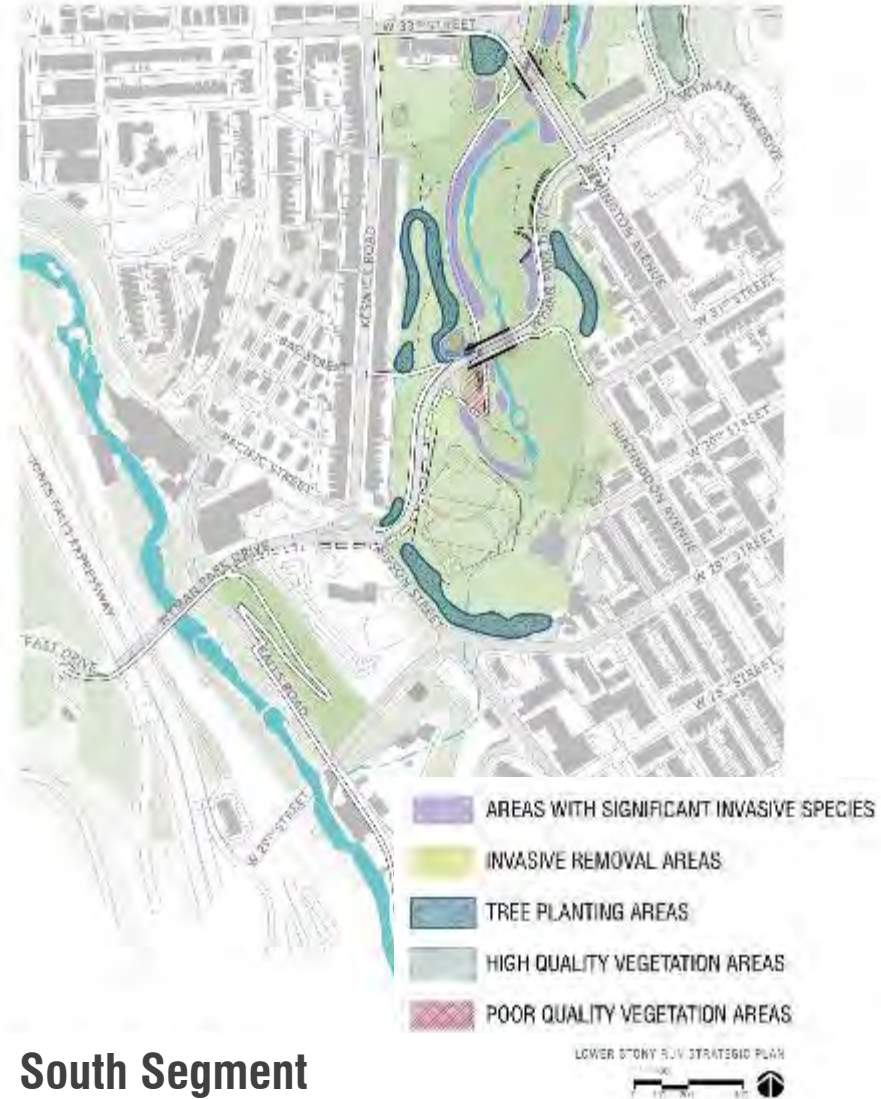 W 33RD STREET
WYMAN PARK DRIVE
REMINGTON AVENUE
KESWICK ROAD
W 31ST STREET
BAY STREET
HUNTINGDON AVENUE
PACIFIC STREET
JONES FALLS EXPRESSWAY
W 29TH STREET
WYMAN PARK DRIVE
EAST DRIVE
FALLS ROAD
STREET
W 29TH STREET
AREAS WITH SIGNIFICANT INVASIVE SPECIES
INVASIVE REMOVAL AREAS
TREE PLANTING AREAS
HIGH QUALITY VEGETATION AREAS
POOR QUALITY VEGETATION AREAS
LOWER STONY RUN STRATEGIC PLAN
South Segment